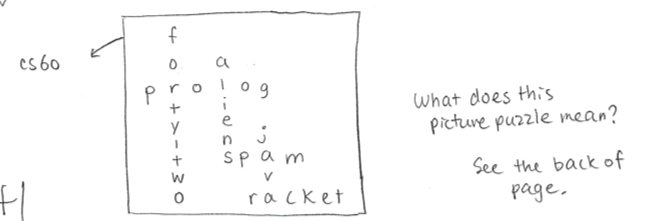 cs60
f
o a
prolog
t i
y e
- n j
t spam
w v
o racket
What does this
picture puzzle mean?
See the back of
page.